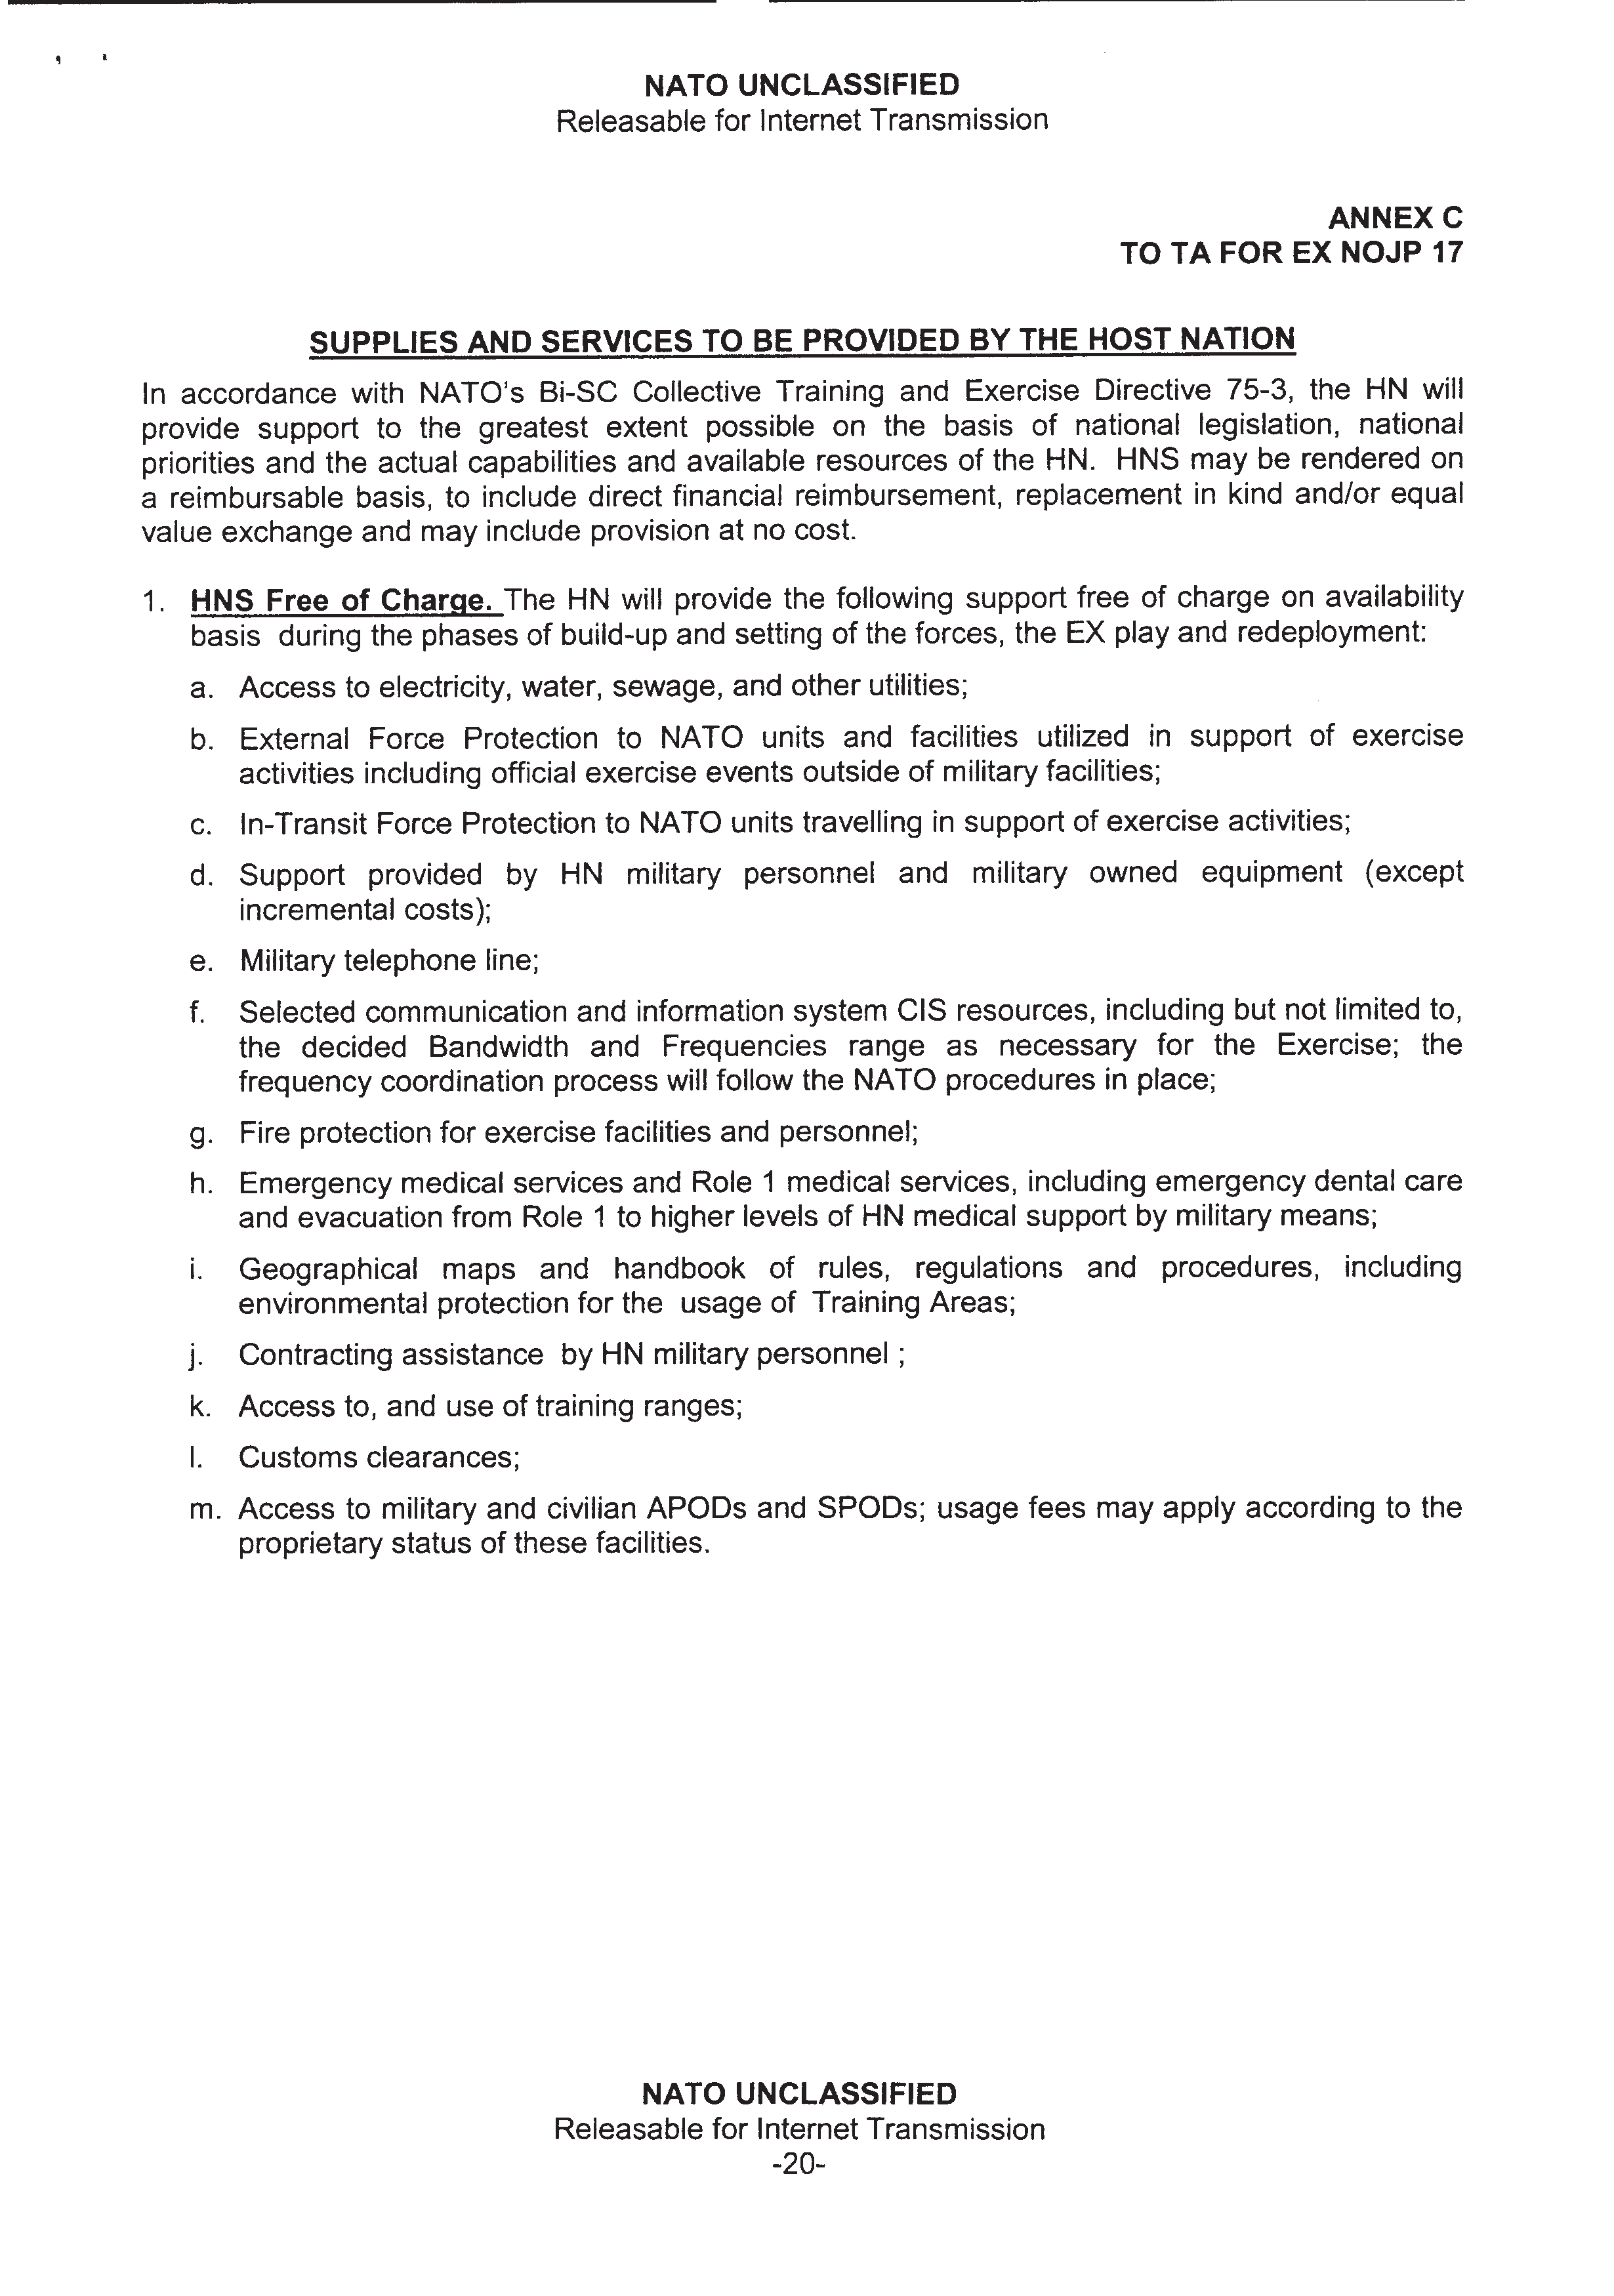 NATO UNCLASSIFIED
Releasable for Internet Transmission
ANNEX C
TO TA FOR EX NOJP 17
SUPPLIES AND SERVICES TO BE PROVIDED BY THE HOST NATION
In accordance with NATO's Bi-SC Collective Training and Exercise Directive 75-3, the HN will
provide support to the greatest extent possible on the basis of national legislation, national
priorities and the actual capabilities and available resources of the HN. HNS may be rendered on
a reimbursable basis, to include direct financial reimbursement, replacement in kind and/or equal
value exchange and may include provision at no cost.
1. HNS Free of Charge. The HN will provide the following support free of charge on availability
basis during the phases of build-up and setting of the forces, the EX play and redeployment:
a. Access to electricity, water, sewage, and other utilities;
b. External Force Protection to NATO units and facilities utilized in support of exercise
activities including official exercise events outside of military facilities;
c. In-Transit Force Protection to NATO units travelling in support of exercise activities;
d. Support provided by HN military personnel and military owned equipment (except
incremental costs);
e. Military telephone line;
f. Selected communication and information system CIS resources, including but not limited to,
the decided Bandwidth and Frequencies range as necessary for the Exercise; the
frequency coordination process will follow the NATO procedures in place;
g. Fire protection for exercise facilities and personnel;
h. Emergency medical services and Role 1 medical services, including emergency dental care
and evacuation from Role 1 to higher levels of HN medical support by military means;
i. Geographical maps and handbook of rules, regulations and procedures, including
environmental protection for the usage of Training Areas;
j. Contracting assistance by HN military personnel ;
k. Access to, and use of training ranges;
l. Customs clearances;
m. Access to military and civilian APODs and SPODs; usage fees may apply according to the
proprietary status of these facilities.
NATO UNCLASSIFIED
Releasable for Internet Transmission
-20-